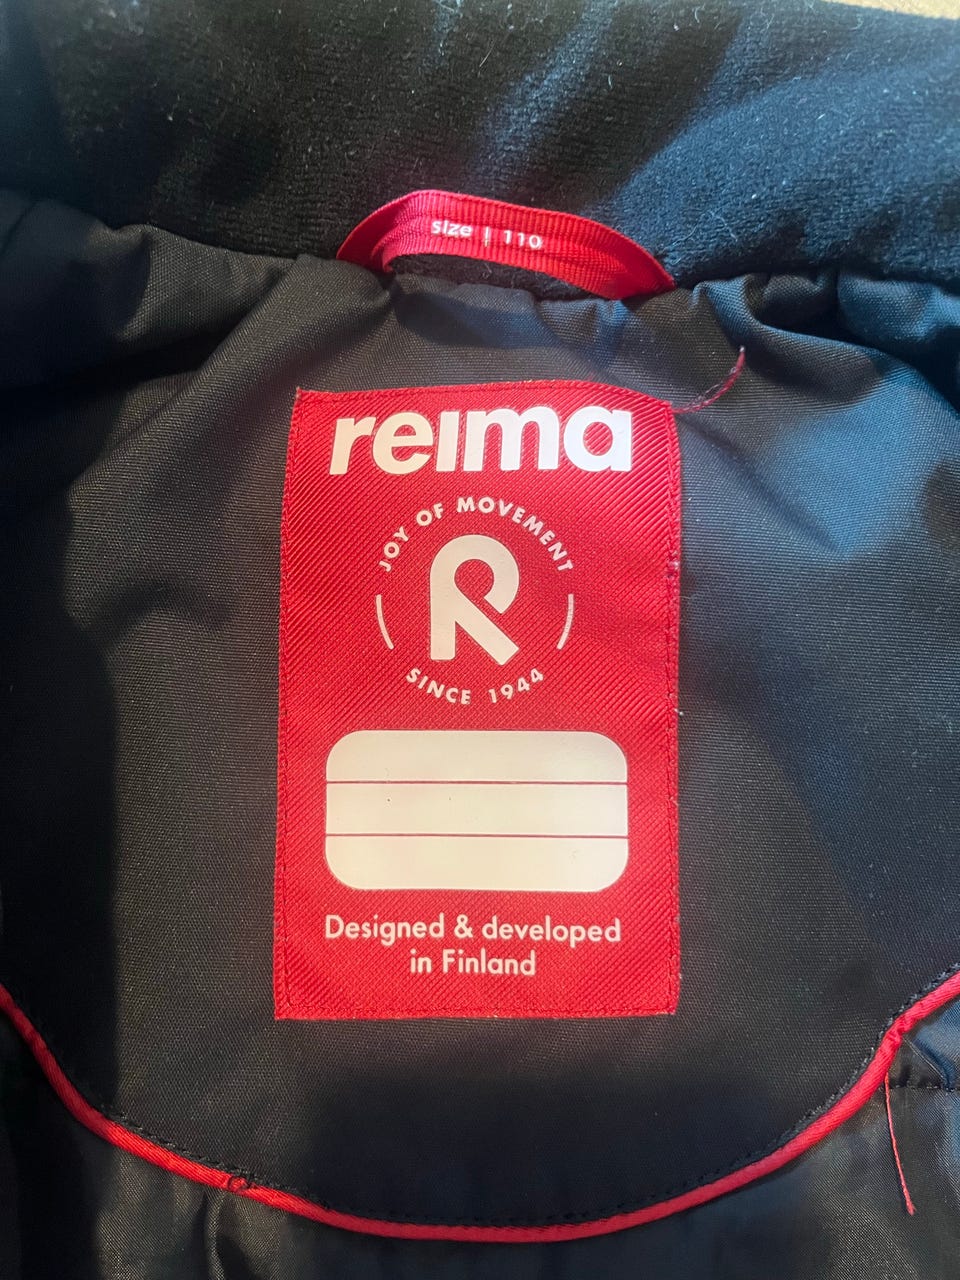 size | 110
reima
JOY OF MOVEMENT
R
SINCE 1944
Designed & developed
in Finland